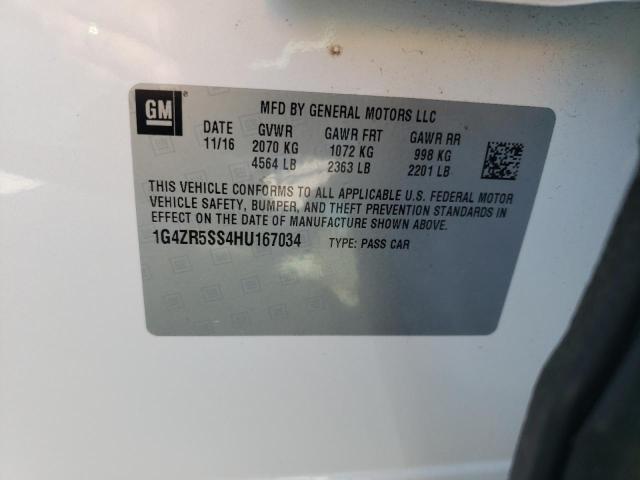 GM
MFD BY GENERAL MOTORS LLC
DATE GVWR GAWR FRT GAWR RR
11/16 2070 KG 1072 KG 998 KG
4564 LB 2363 LB 2201 LB
THIS VEHICLE CONFORMS TO ALL APPLICABLE U.S. FEDERAL MOTOR
VEHICLE SAFETY, BUMPER, AND THEFT PREVENTION STANDARDS IN
EFFECT ON THE DATE OF MANUFACTURE SHOWN ABOVE.
1G4ZR5SS4HU167034 TYPE: PASS CAR